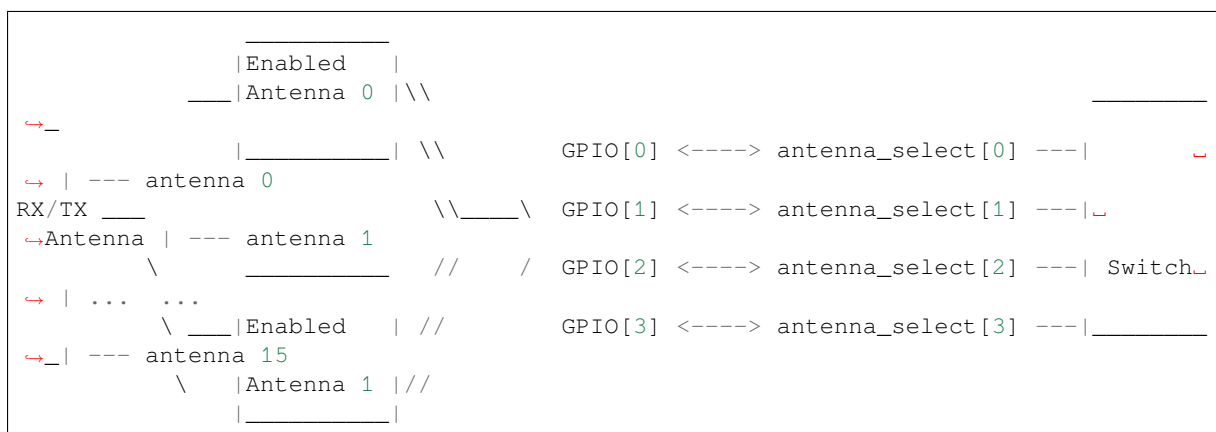 __________
               |Enabled   |
            ___|Antenna 0 |\\                                              ________
↪_
               |__________| \\        GPIO[0] <----> antenna_select[0] ---|       ␣
↪ | --- antenna 0
RX/TX ___                    \\____\  GPIO[1] <----> antenna_select[1] ---|␣
↪Antenna | --- antenna 1
         \      __________   //    /  GPIO[2] <----> antenna_select[2] ---| Switch␣
↪ | ...  ...
          \ ___|Enabled   | //        GPIO[3] <----> antenna_select[3] ---|________
↪_| --- antenna 15
           \   |Antenna 1 |//
               |__________|